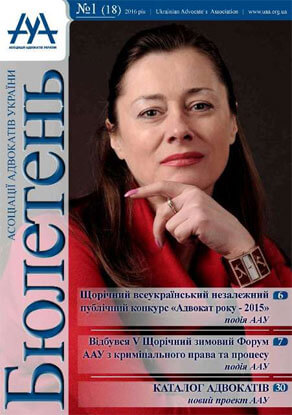 №1 (18) 2016 рік | Ukrainian Advocate's Association | www.uaa.org.ua
АСОЦІАЦІЯ АДВОКАТІВ УКРАЇНИ
Бюлетень
АСОЦІАЦІЇ АДВОКАТІВ УКРАЇНИ
Щорічний всеукраїнський незалежний 6
публічний конкурс «Адвокат року - 2015»
подія ААУ
Відбувся V Щорічний зимовий Форум 7
ААУ з кримінального права та процесу
подія ААУ
КАТАЛОГ АДВОКАТІВ 30
новий проект ААУ